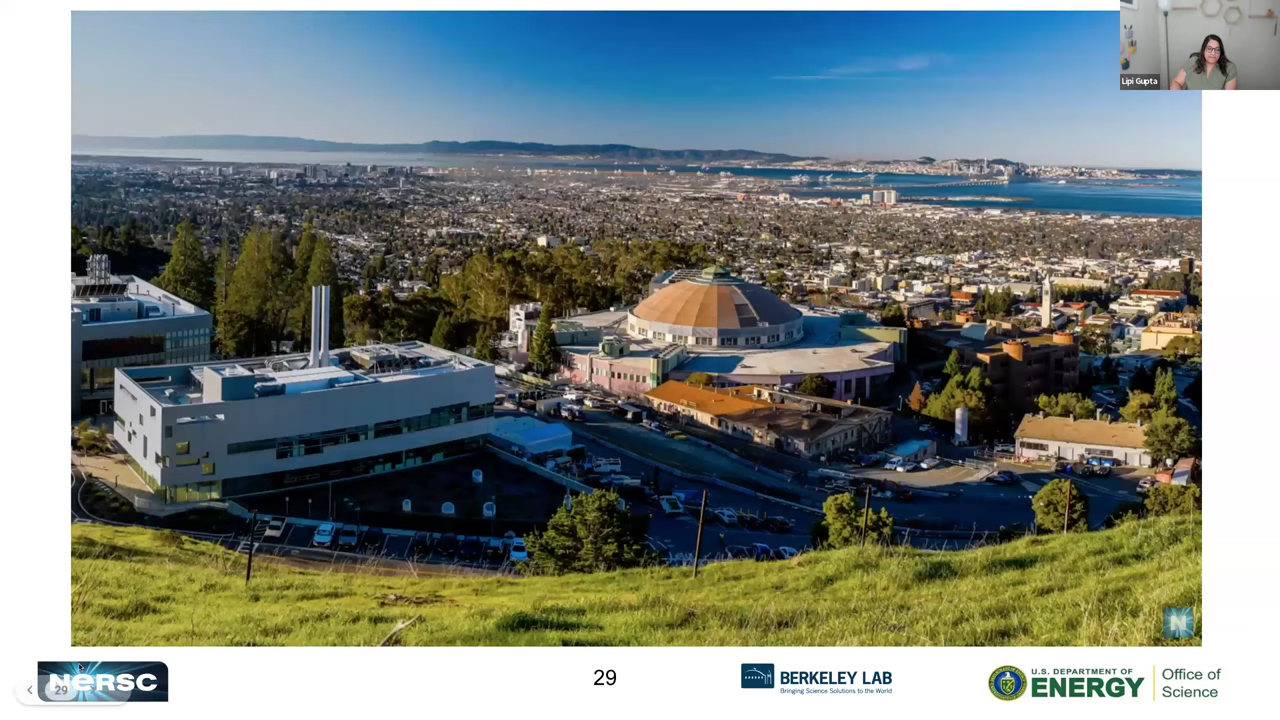 Lipi Gupta
N
NERSC
29
29
BERKELEY LAB
Bringing Science Solutions to the World
U.S. DEPARTMENT OF
ENERGY
Office of
Science